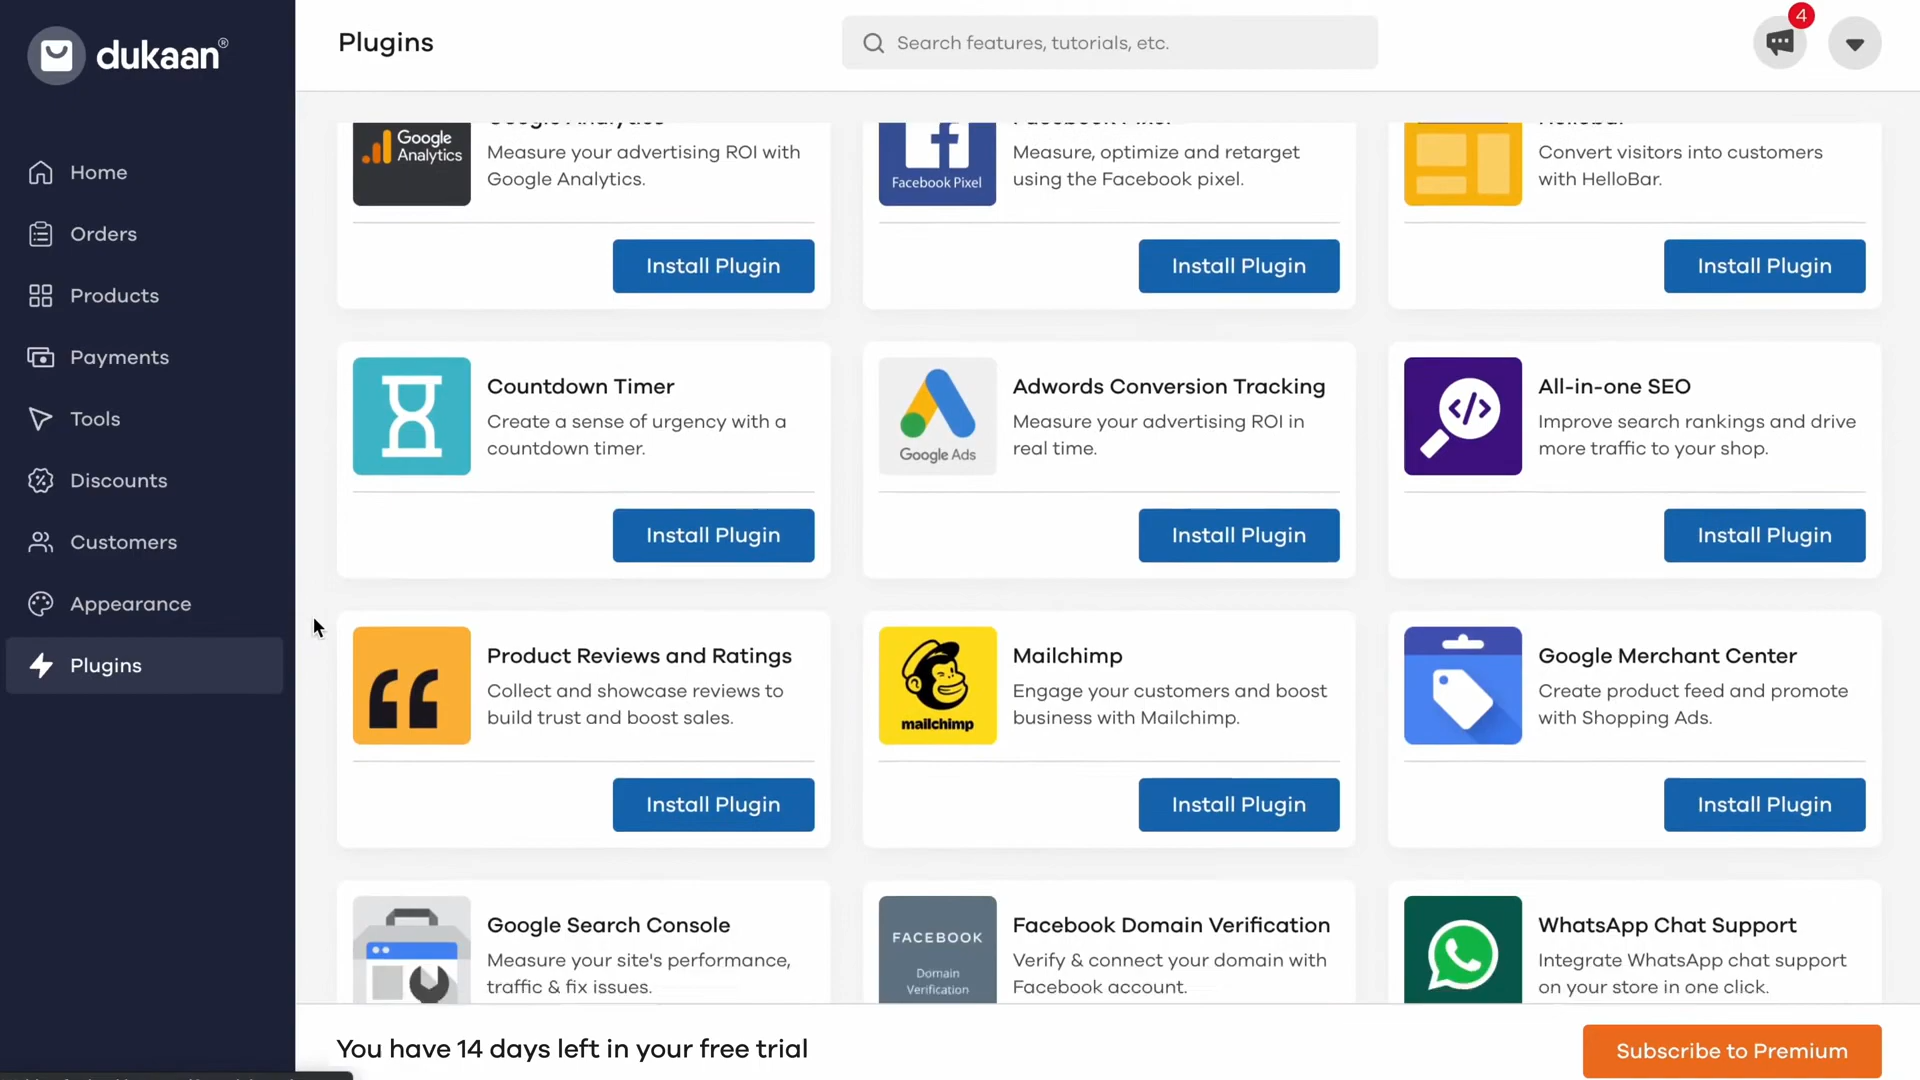 dukaan®
Plugins
Search features, tutorials, etc.
4
Home
Orders
Products
Payments
Tools
Discounts
Customers
Appearance
Plugins
Google Analytics
Google
Analytics
Measure your advertising ROI with
Google Analytics.
Install Plugin
Facebook Pixel
Facebook Pixel
Measure, optimize and retarget
using the Facebook pixel.
Install Plugin
HelloBar
Convert visitors into customers
with HelloBar.
Install Plugin
Countdown Timer
Create a sense of urgency with a
countdown timer.
Install Plugin
Google Ads
Adwords Conversion Tracking
Measure your advertising ROI in
real time.
Install Plugin
</>
All-in-one SEO
Improve search rankings and drive
more traffic to your shop.
Install Plugin
Product Reviews and Ratings
Collect and showcase reviews to
build trust and boost sales.
Install Plugin
mailchimp
Mailchimp
Engage your customers and boost
business with Mailchimp.
Install Plugin
Google Merchant Center
Create product feed and promote
with Shopping Ads.
Install Plugin
Google Search Console
Measure your site's performance,
traffic & fix issues.
FACEBOOK
Domain
Verification
Facebook Domain Verification
Verify & connect your domain with
Facebook account.
WhatsApp Chat Support
Integrate WhatsApp chat support
on your store in one click.
You have 14 days left in your free trial
Subscribe to Premium